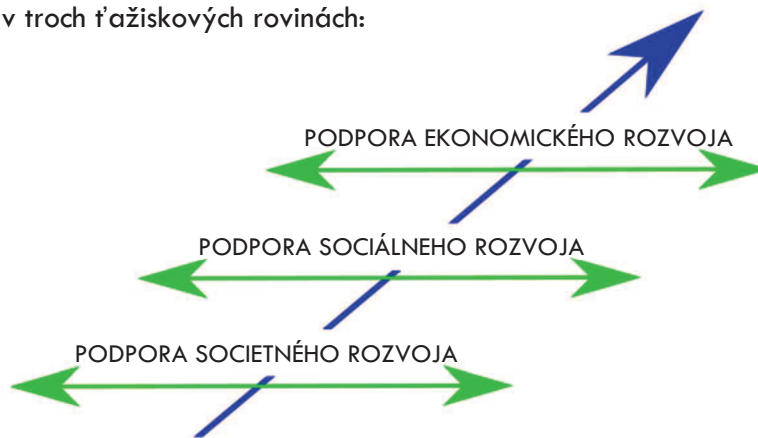 v troch ťažiskových rovinách:
PODPORA EKONOMICKÉHO ROZVOJA
PODPORA SOCIÁLNEHO ROZVOJA
PODPORA SOCIETNÉHO ROZVOJA